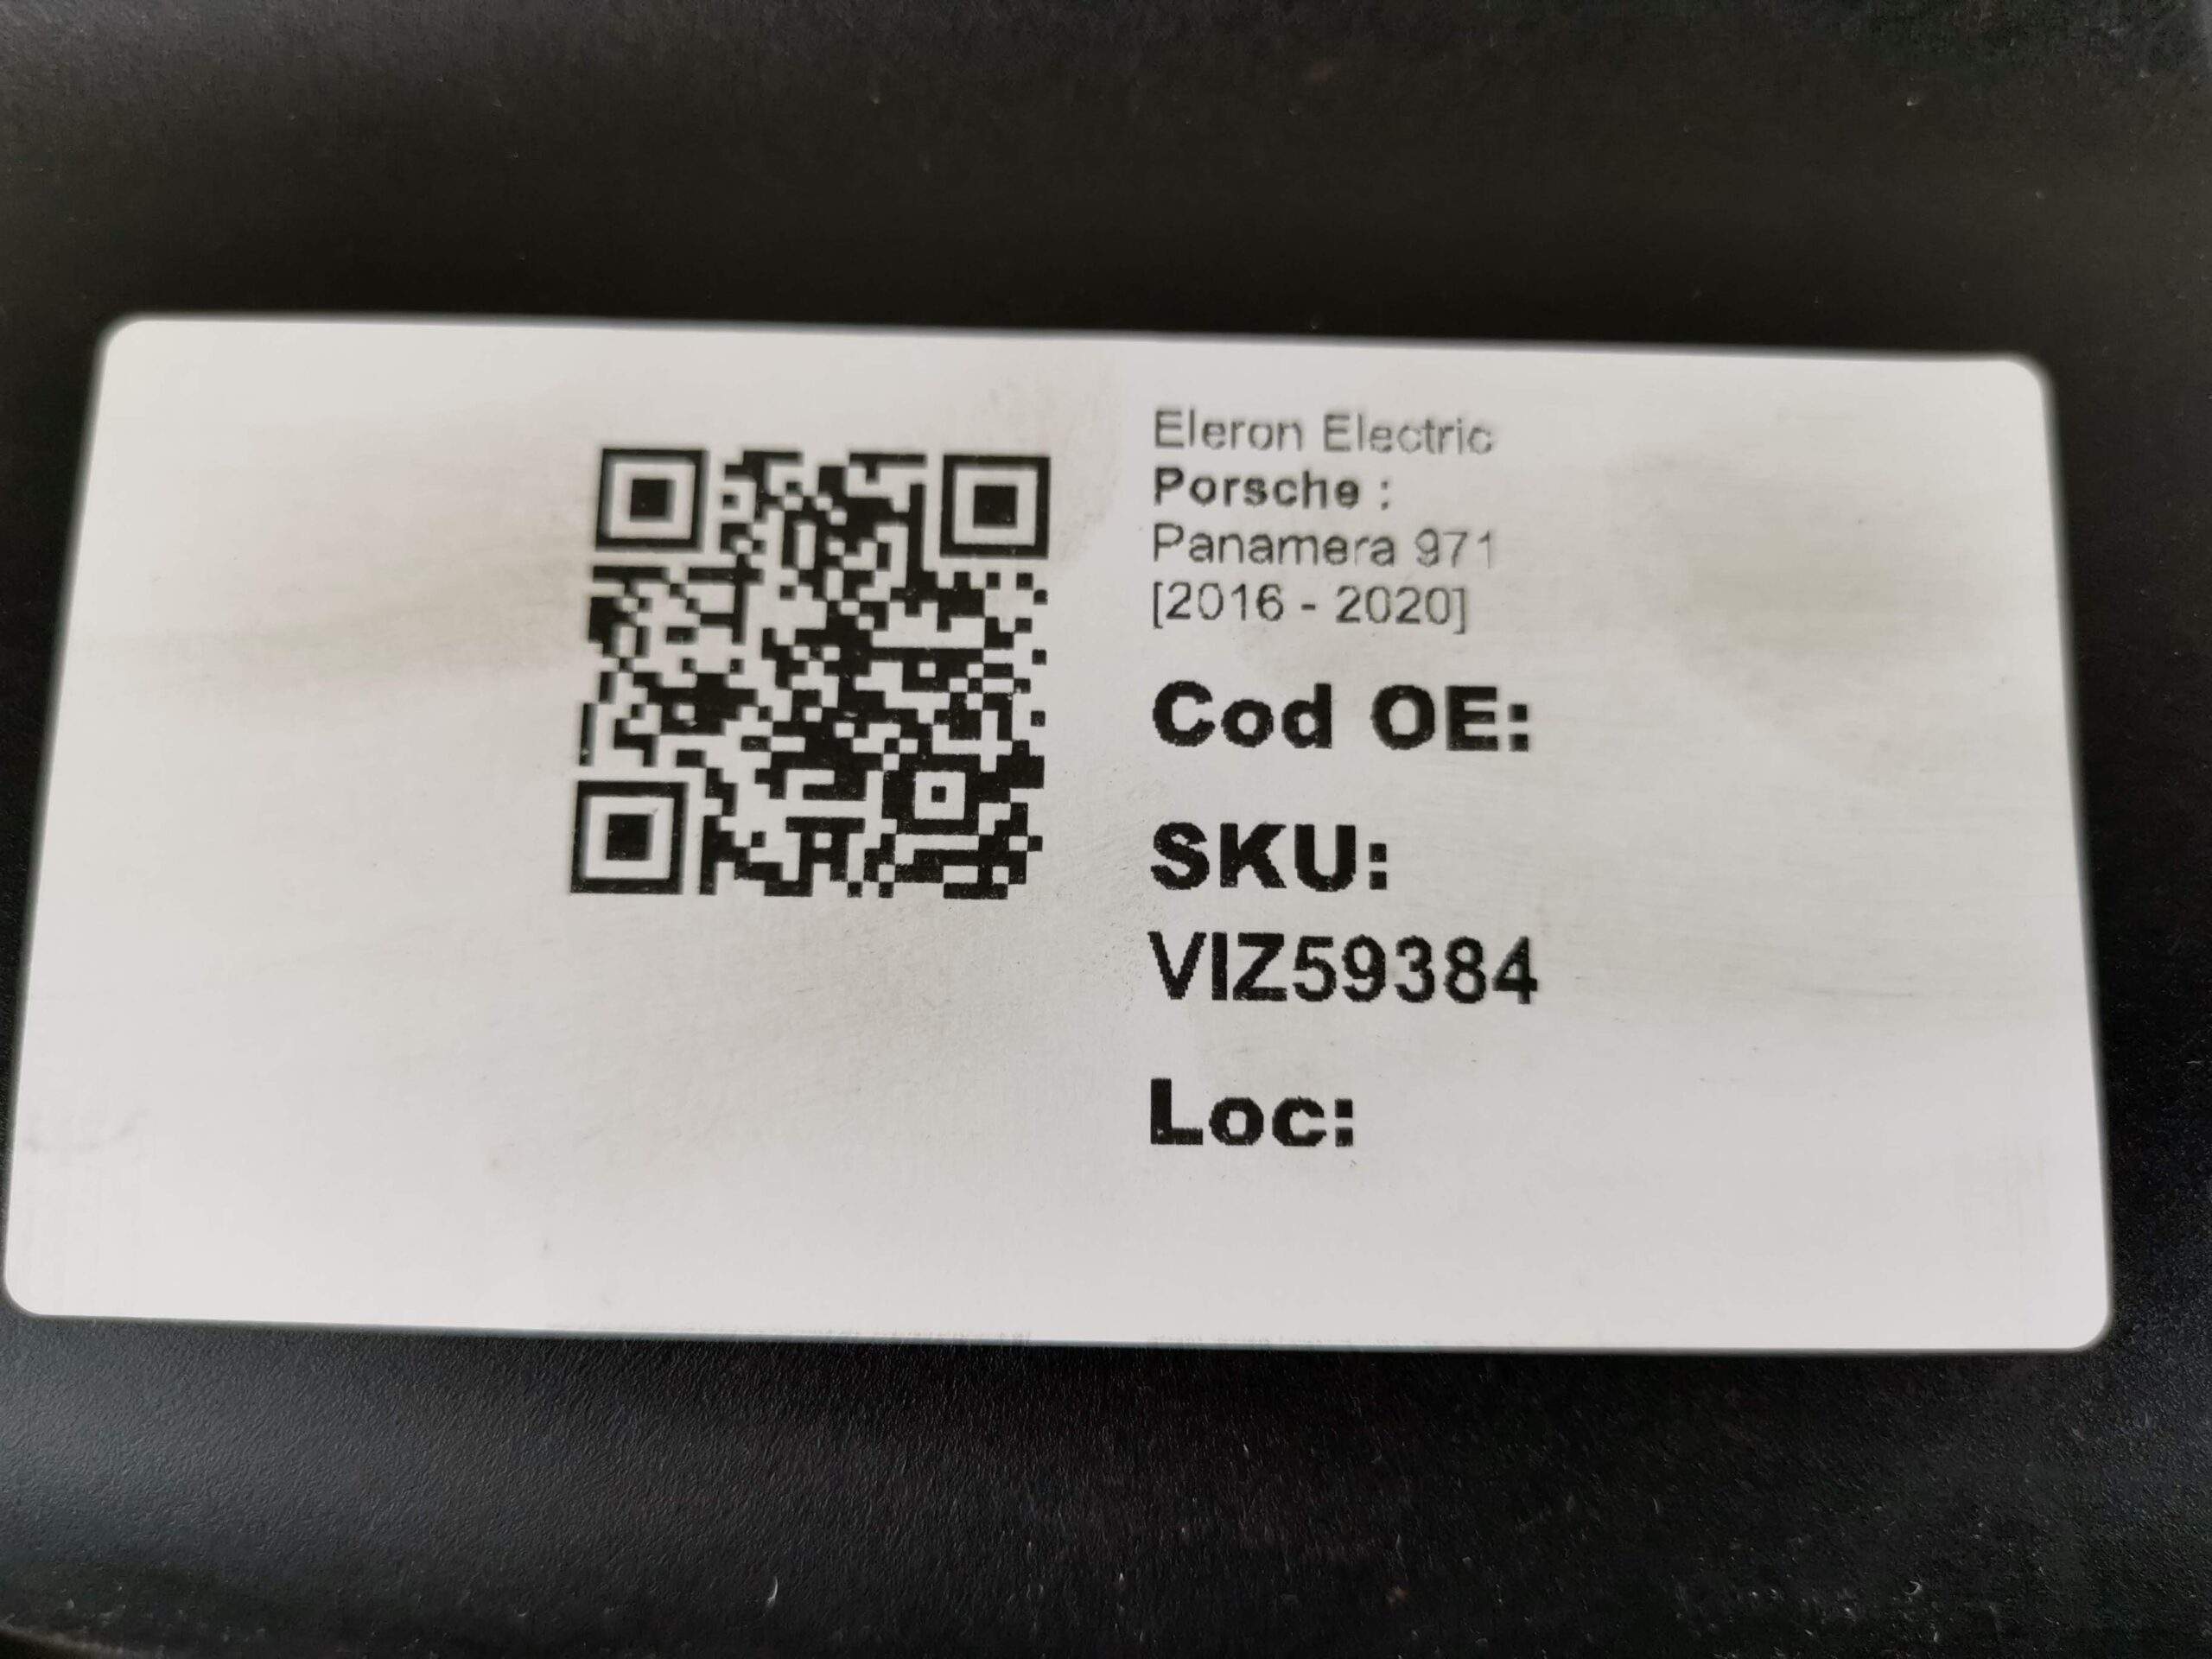 Eleron Electric
Porsche :
Panamera 971
[2016 - 2020]
Cod OE:
SKU:
VIZ59384
Loc: